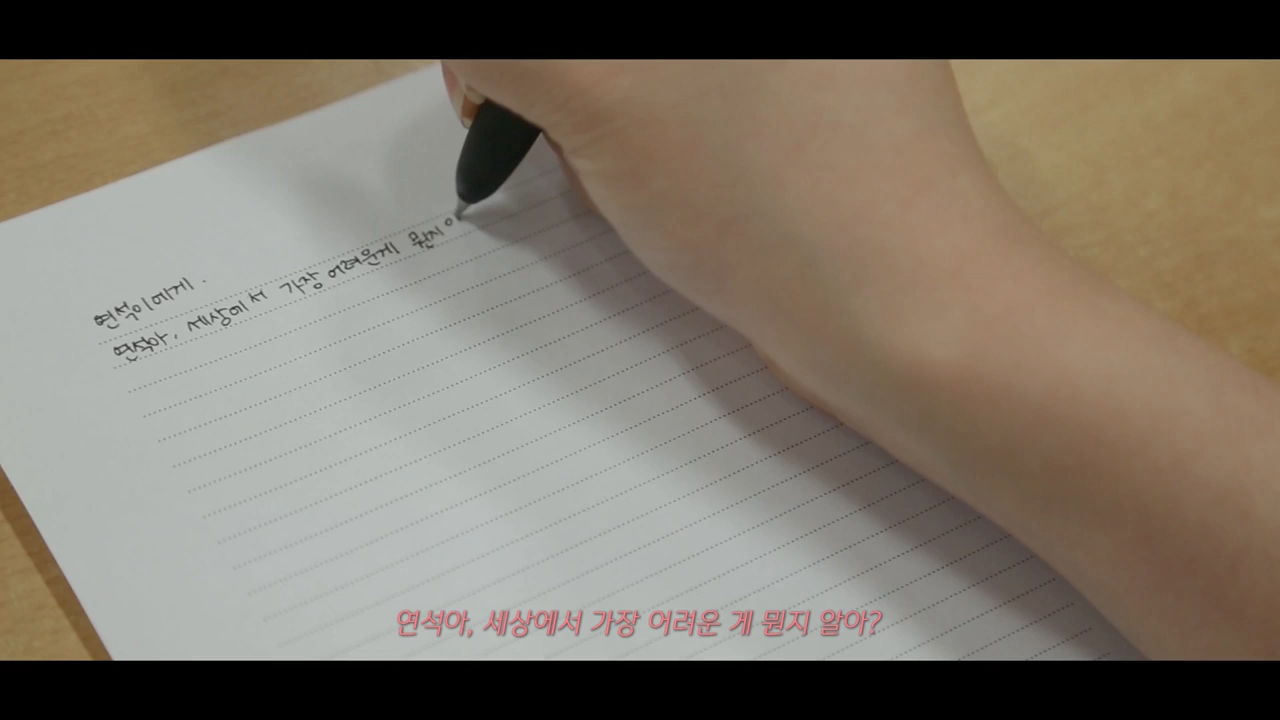 연석이에게.
연석아, 세상에서 가장 어려운게 뭔지 ㅇ
연석아, 세상에서 가장 어려운 게 뭔지 알아?